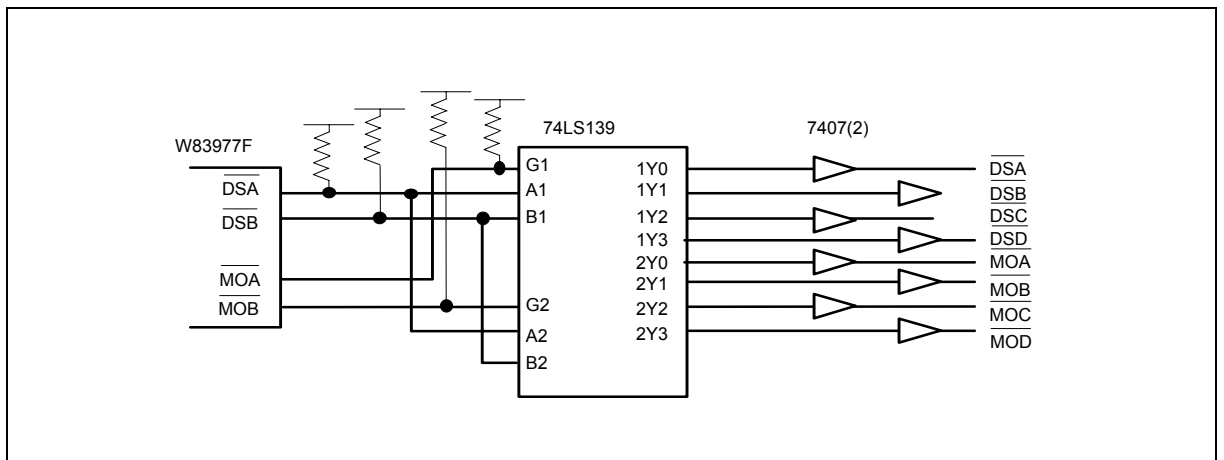 74LS139
7407(2)
W83977F
DSA
DSB
MOA
MOB
G1
A1
B1
G2
A2
B2
1Y0
1Y1
1Y2
1Y3
2Y0
2Y1
2Y2
2Y3
DSA
DSB
DSC
DSD
MOA
MOB
MOC
MOD